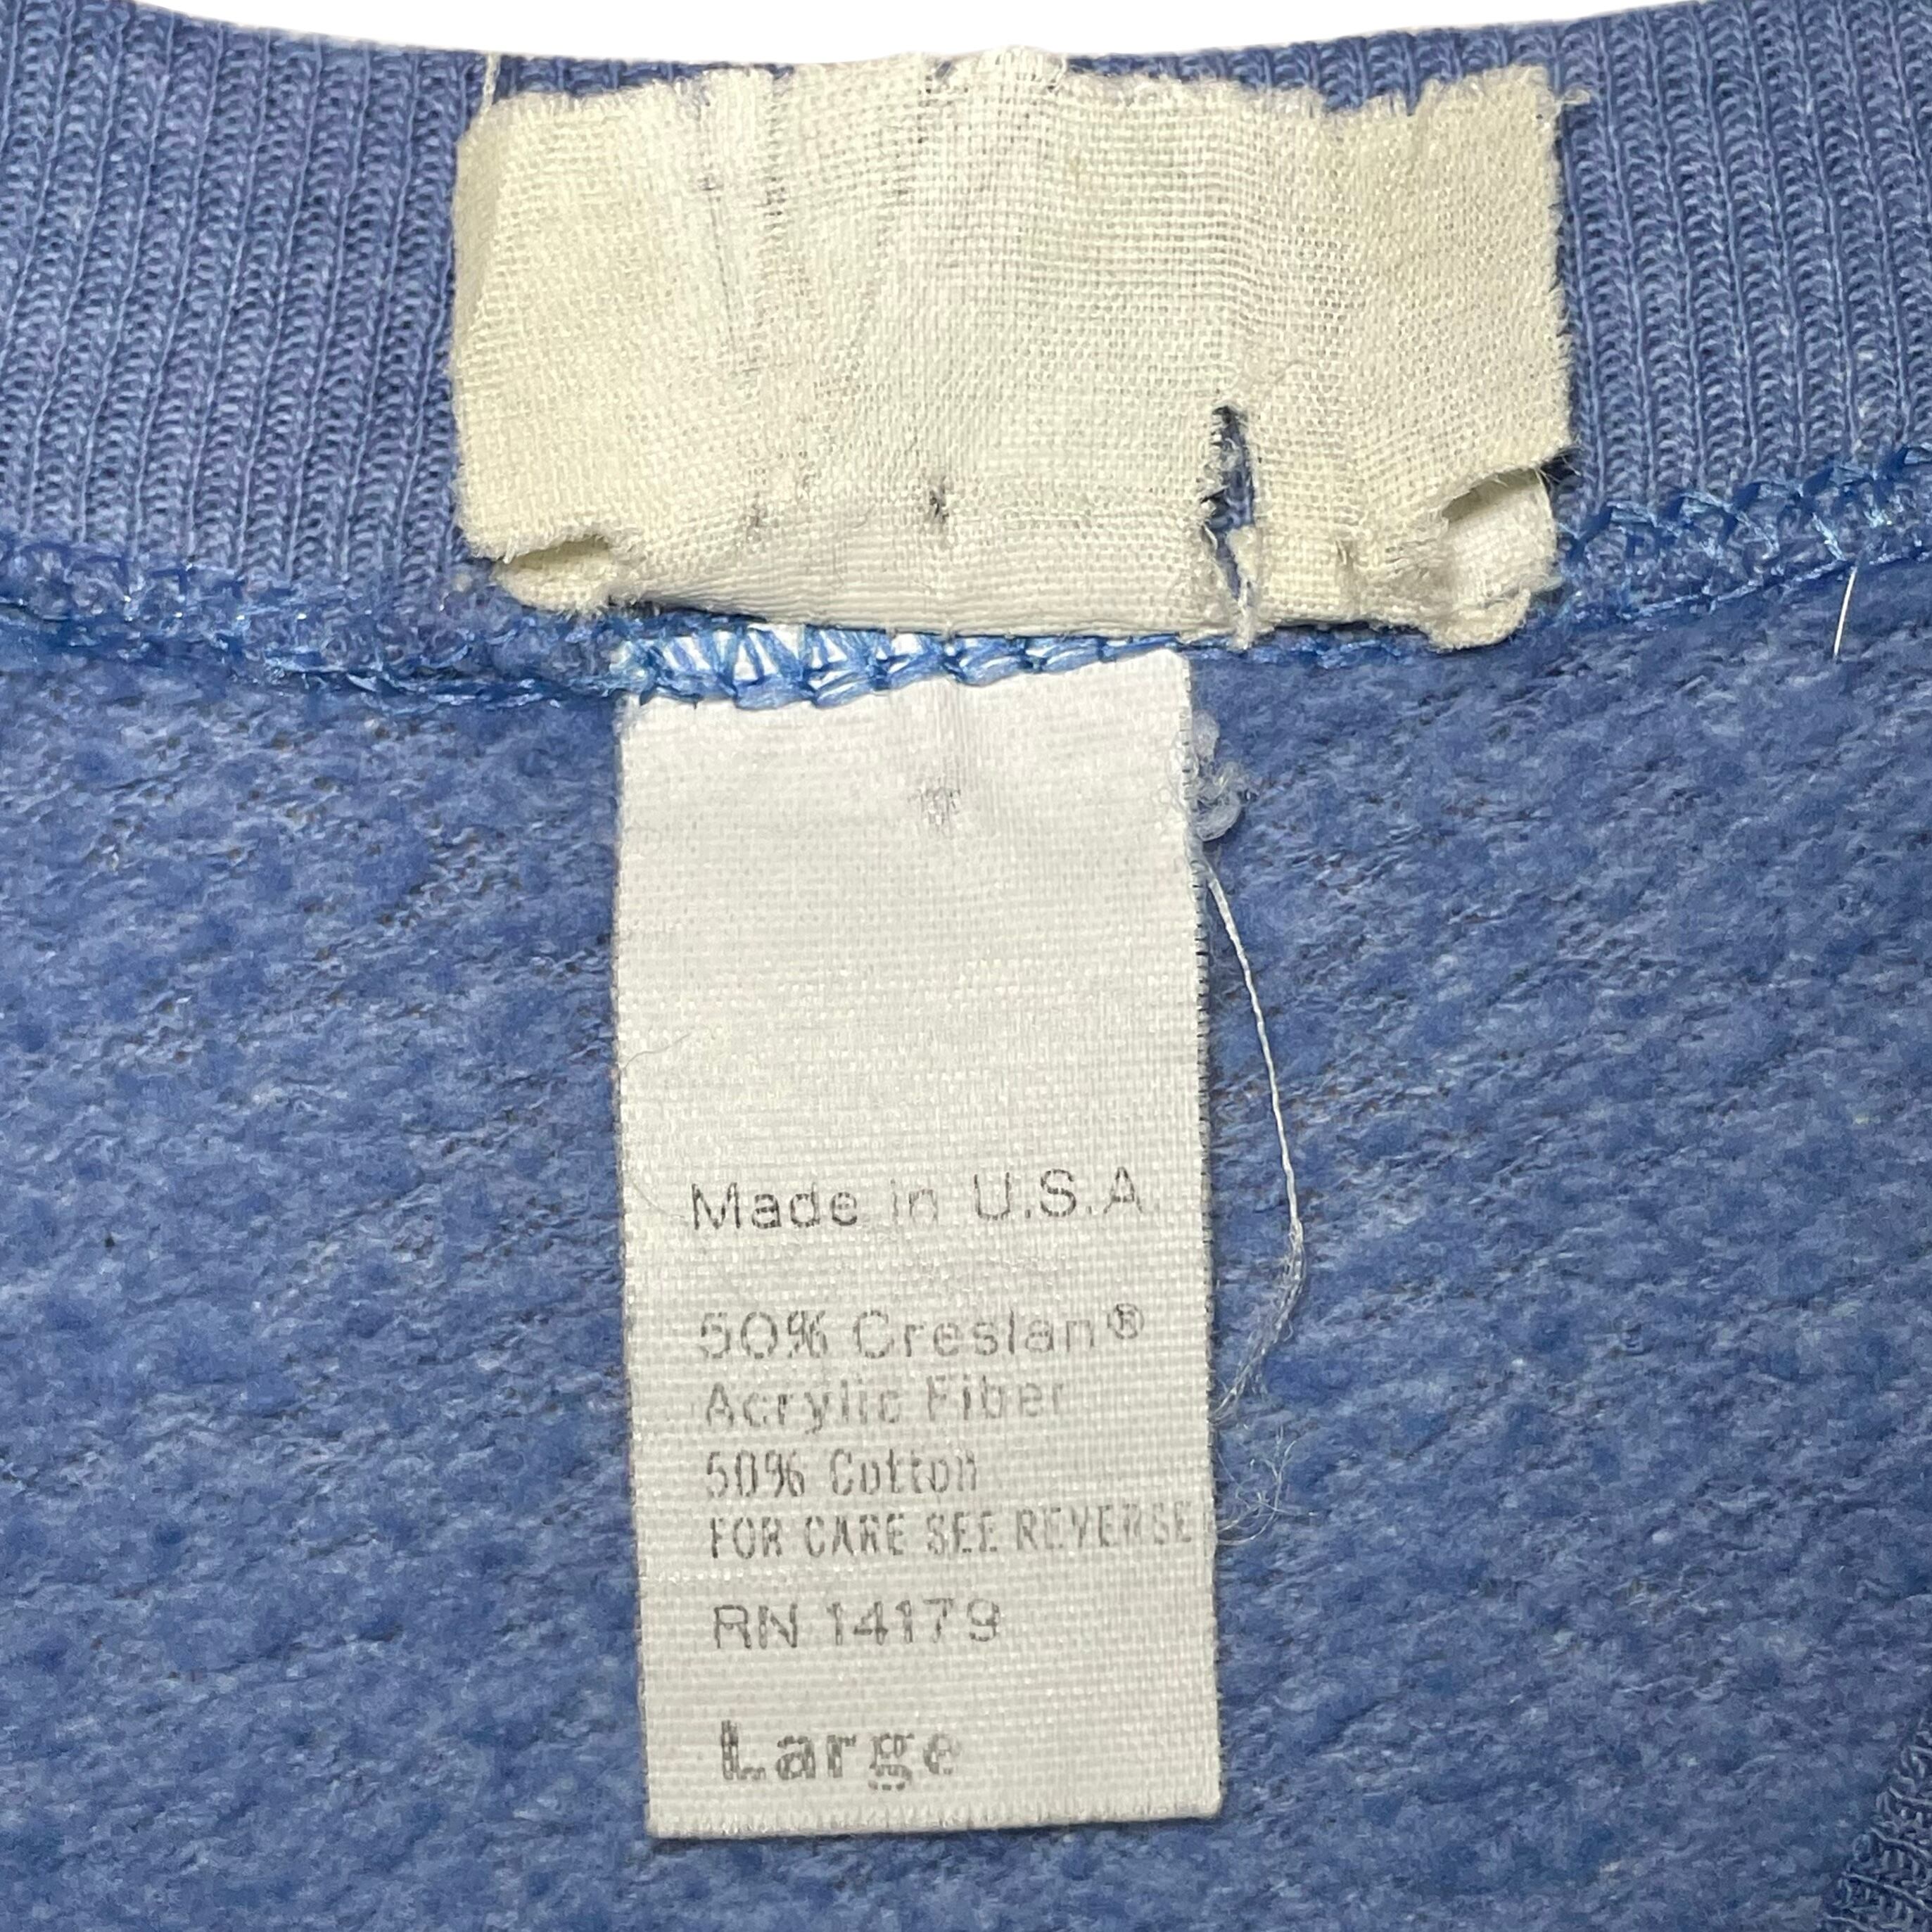 Made in U.S.A.
50% Creslan®
Acrylic Fiber
50% Cotton
FOR CARE SEE REVERSE
RN 14179
Large